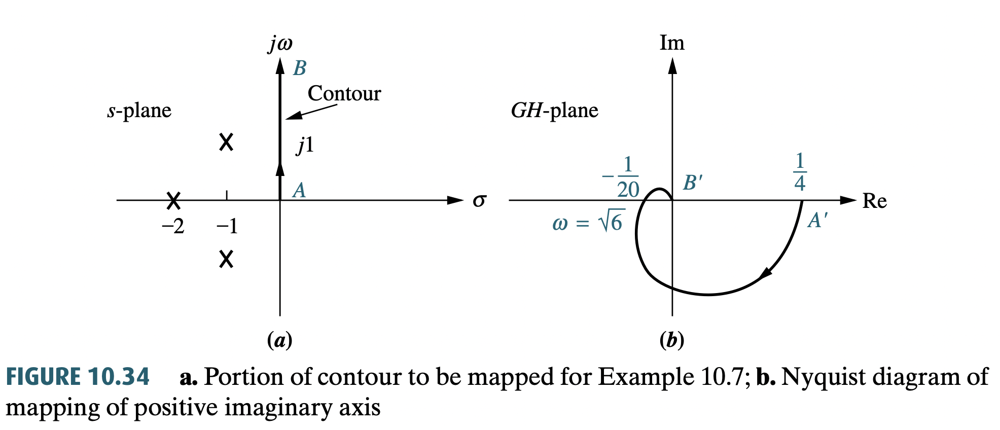 jω
B
Contour
s-plane
j1
A
σ
−2
−1
(a)
Im
GH-plane
−1/20
B′
1/4
Re
ω = √6
A′
(b)
FIGURE 10.34 a. Portion of contour to be mapped for Example 10.7; b. Nyquist diagram of
mapping of positive imaginary axis